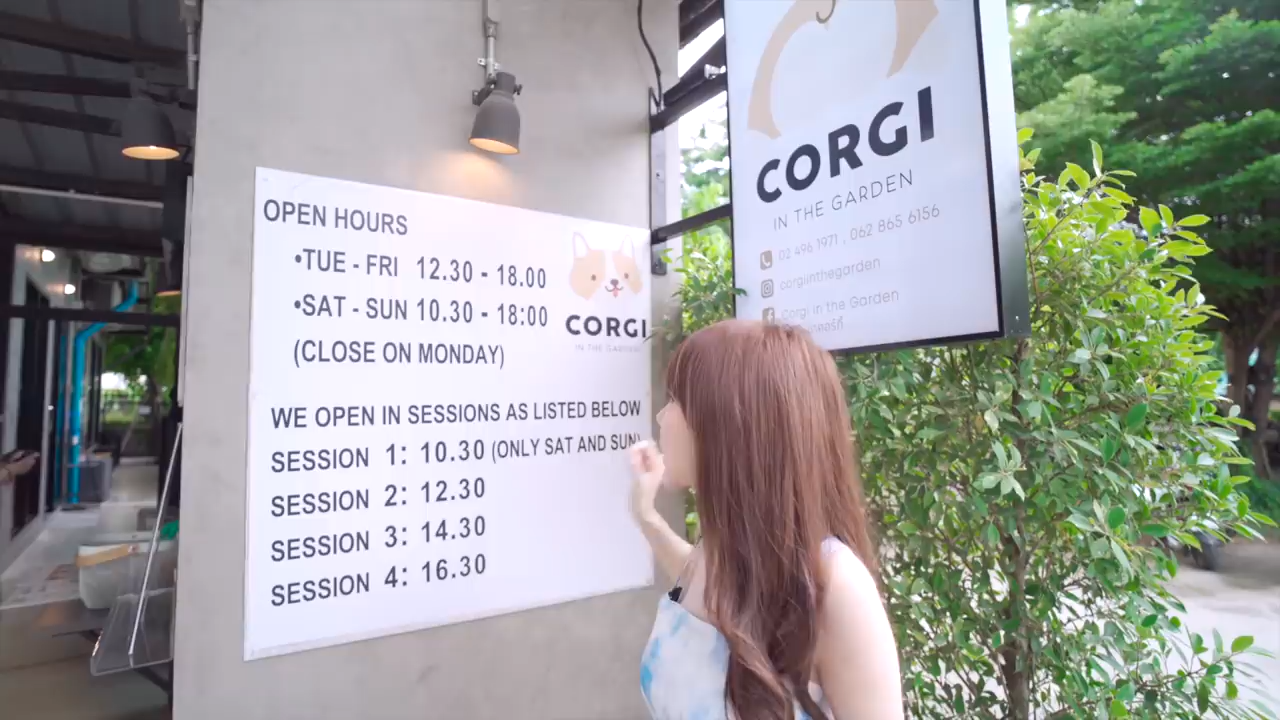 OPEN HOURS
•TUE - FRI 12.30 - 18.00
•SAT - SUN 10.30 - 18:00
(CLOSE ON MONDAY)
CORGI
IN THE GARDEN
WE OPEN IN SESSIONS AS LISTED BELOW
SESSION 1: 10.30 (ONLY SAT AND SUN)
SESSION 2: 12.30
SESSION 3: 14.30
SESSION 4: 16.30
CORGI
IN THE GARDEN
02 496 1971 , 062 865 6156
corgiinthegarden
Corgi in the Garden